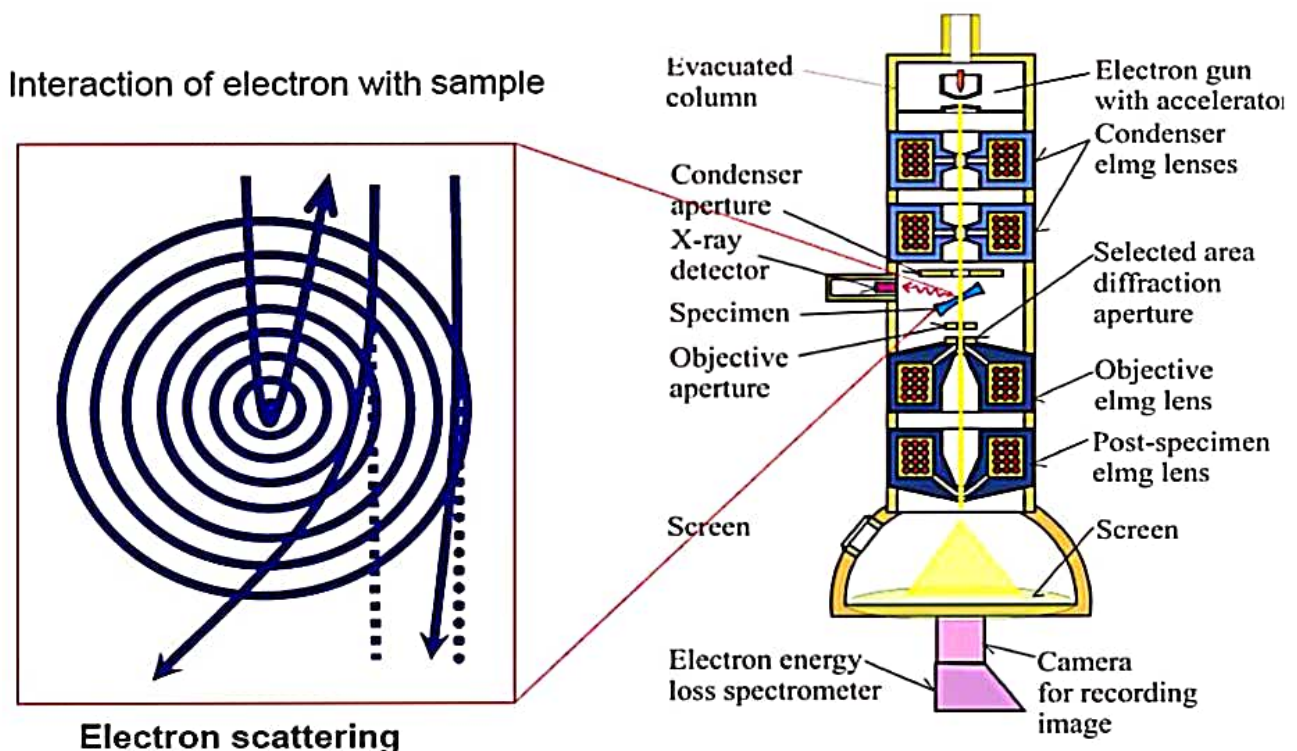 Interaction of electron with sample
Electron scattering
Evacuated
column
Condenser
aperture
X-ray
detector
Specimen
Objective
aperture
Screen
Electron energy
loss spectrometer
Electron gun
with accelerator
Condenser
elmg lenses
Selected area
diffraction
aperture
Objective
elmg lens
Post-specimen
elmg lens
Screen
Camera
for recording
image